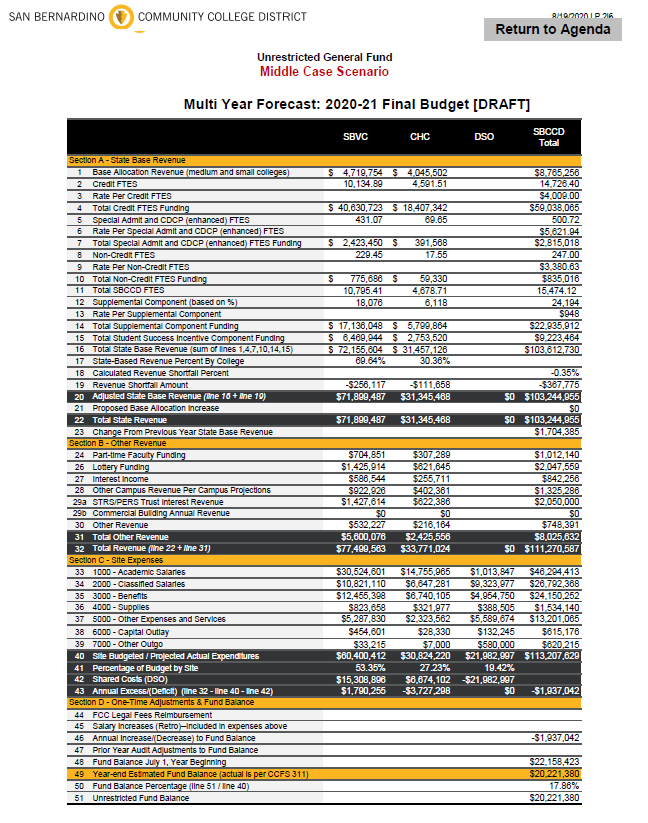 SAN BERNARDINO COMMUNITY COLLEGE DISTRICT
8/19/2020 | P. 216
Return to Agenda
Unrestricted General Fund
Middle Case Scenario
Multi Year Forecast: 2020-21 Final Budget [DRAFT]
SBVC CHC DSO SBCCD Total
Section A - State Base Revenue
1 Base Allocation Revenue (medium and small colleges) $ 4,719,754 $ 4,045,502 $8,765,256
2 Credit FTES 10,134.89 4,591.51 14,726.40
3 Rate Per Credit FTES $4,009.00
4 Total Credit FTES Funding $ 40,630,723 $ 18,407,342 $59,038,065
5 Special Admit and CDCP (enhanced) FTES 431.07 69.65 500.72
6 Rate Per Special Admit and CDCP (enhanced) FTES $5,621.94
7 Total Special Admit and CDCP (enhanced) FTES Funding $ 2,423,450 $ 391,568 $2,815,018
8 Non-Credit FTES 229.45 17.55 247.00
9 Rate Per Non-Credit FTES $3,380.63
10 Total Non-Credit FTES Funding $ 775,686 $ 59,330 $835,016
11 Total SBCCD FTES 10,795.41 4,678.71 15,474.12
12 Supplemental Component (based on %) 18,076 6,118 24,194
13 Rate Per Supplemental Component $948
14 Total Supplemental Component Funding $ 17,136,048 $ 5,799,864 $22,935,912
15 Total Student Success Incentive Component Funding $ 6,469,944 $ 2,753,520 $9,223,464
16 Total State Base Revenue (sum of lines 1,4,7,10,14,15) $ 72,155,604 $ 31,457,126 $103,612,730
17 State-Based Revenue Percent By College 69.64% 30.36%
18 Calculated Revenue Shortfall Percent -0.35%
19 Revenue Shortfall Amount -$256,117 -$111,658 -$367,775
20 Adjusted State Base Revenue (line 16 + line 19) $71,899,487 $31,345,468 $0 $103,244,955
21 Proposed Base Allocation Increase $0
22 Total State Revenue $71,899,487 $31,345,468 $0 $103,244,955
23 Change From Previous Year State Base Revenue $1,704,385
Section B - Other Revenue
24 Part-time Faculty Funding $704,851 $307,289 $1,012,140
26 Lottery Funding $1,425,914 $621,645 $2,047,559
27 Interest Income $586,544 $255,711 $842,256
28 Other Campus Revenue Per Campus Projections $922,926 $402,361 $1,325,286
29a STRS/PERS Trust Interest Revenue $1,427,614 $622,386 $2,050,000
29b Commercial Building Annual Revenue $0 $0 $0
30 Other Revenue $532,227 $216,164 $748,391
31 Total Other Revenue $5,600,076 $2,425,556 $8,025,632
32 Total Revenue (line 22 + line 31) $77,499,563 $33,771,024 $0 $111,270,587
Section C - Site Expenses
33 1000 - Academic Salaries $30,524,601 $14,755,965 $1,013,847 $46,294,413
34 2000 - Classified Salaries $10,821,110 $6,647,281 $9,323,977 $26,792,368
35 3000 - Benefits $12,455,398 $6,740,105 $4,954,750 $24,150,252
36 4000 - Supplies $823,658 $321,977 $388,505 $1,534,140
37 5000 - Other Expenses and Services $5,287,830 $2,323,562 $5,589,674 $13,201,065
38 6000 - Capital Outlay $454,601 $28,330 $132,245 $615,176
39 7000 - Other Outgo $33,215 $7,000 $580,000 $620,215
40 Site Budgeted / Projected Actual Expenditures $60,400,412 $30,824,220 $21,982,997 $113,207,629
41 Percentage of Budget by Site 53.35% 27.23% 19.42%
42 Shared Costs (DSO) $15,308,896 $6,674,102 -$21,982,997
43 Annual Excess/(Deficit) (line 32 - line 40 - line 42) $1,790,255 -$3,727,298 $0 -$1,937,042
Section D - One-Time Adjustments & Fund Balance
44 FCC Legal Fees Reimbursement
45 Salary Increases (Retro)--included in expenses above
46 Annual Increase/(Decrease) to Fund Balance -$1,937,042
47 Prior Year Audit Adjustments to Fund Balance
48 Fund Balance July 1, Year Beginning $22,158,423
49 Year-end Estimated Fund Balance (actual is per CCFS 311) $20,221,380
50 Fund Balance Percentage (line 51 / line 40) 17.86%
51 Unrestricted Fund Balance $20,221,380